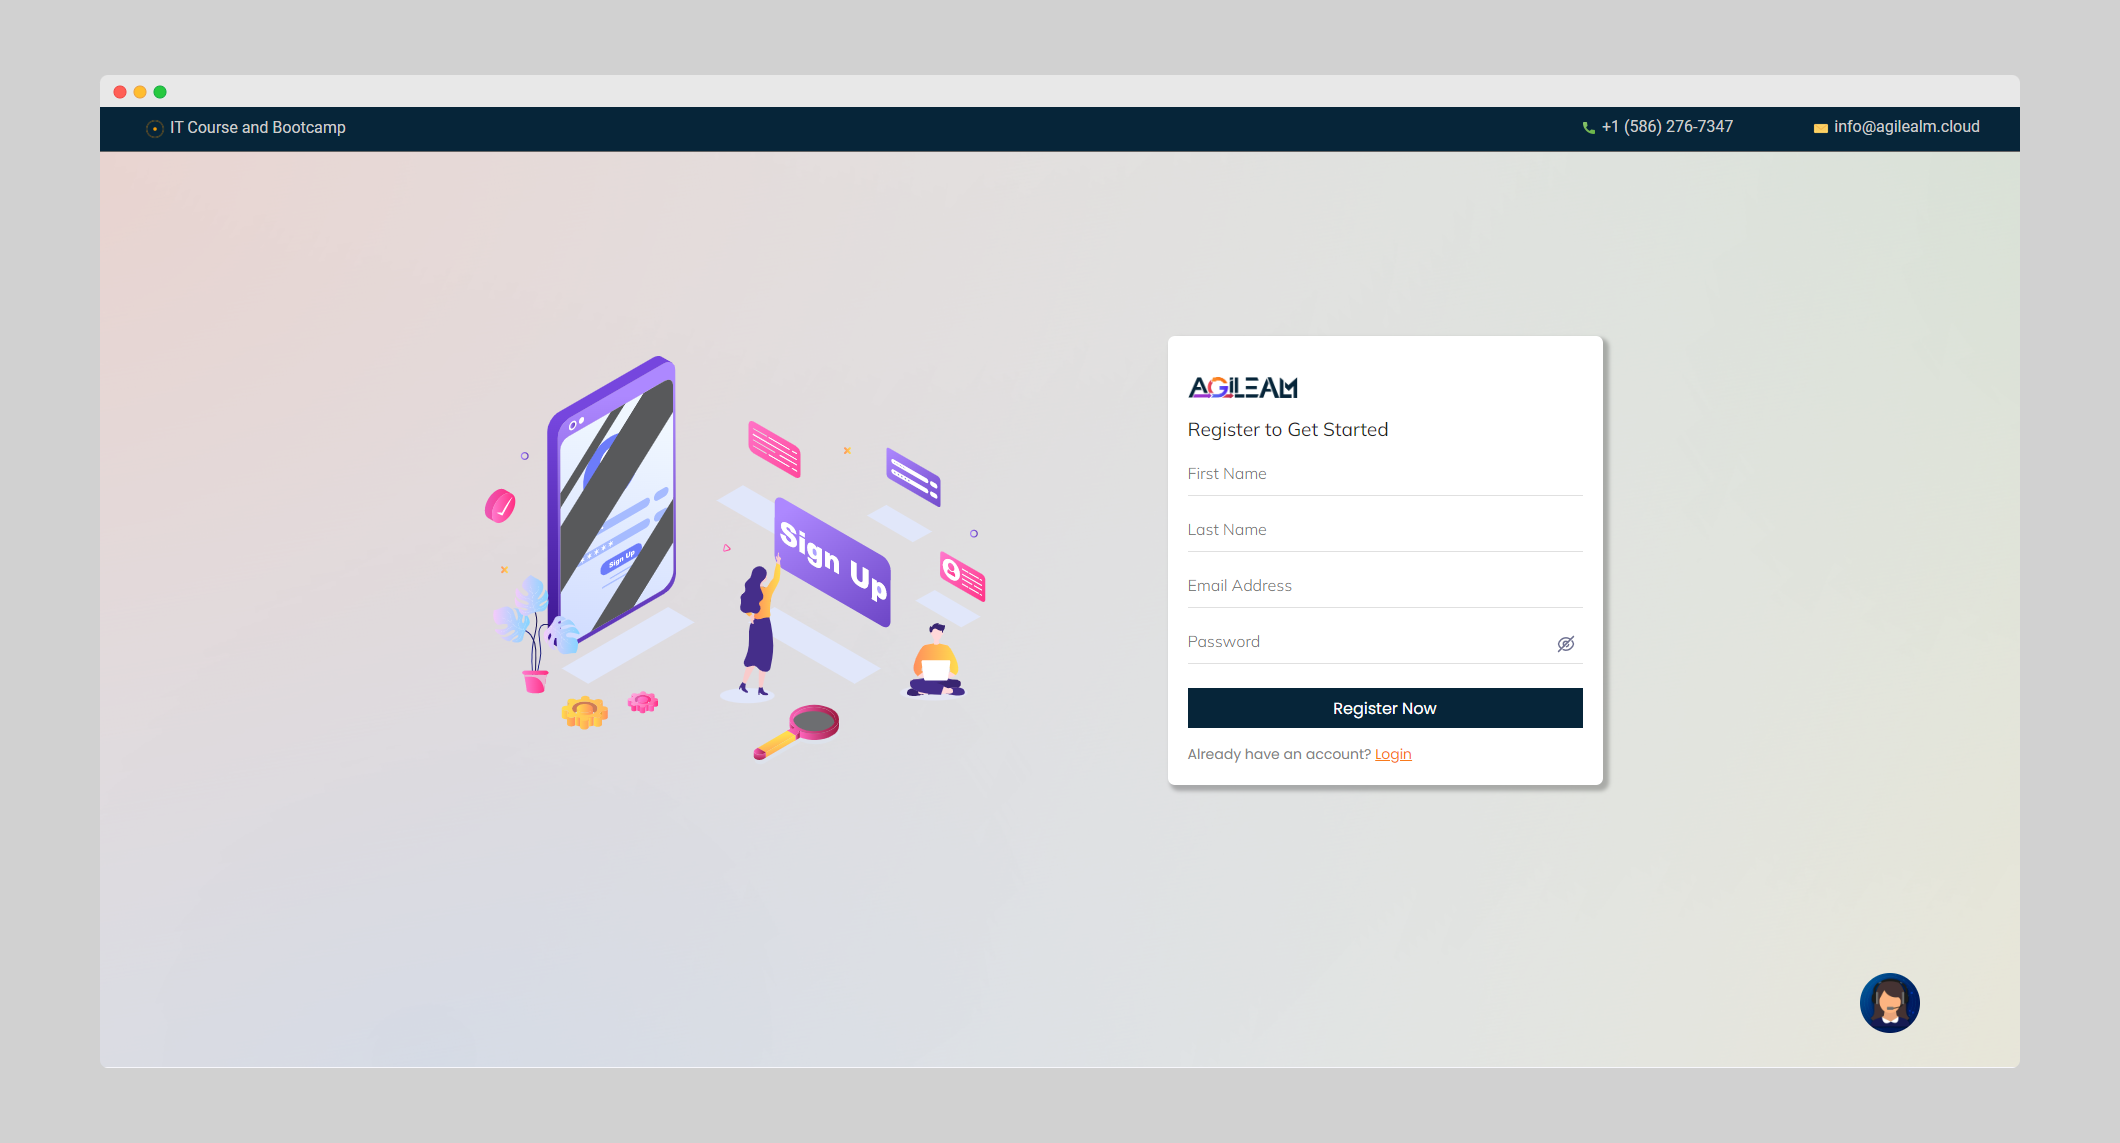 IT Course and Bootcamp
+1 (586) 276-7347
info@agilealm.cloud
Sign Up
Sign Up
AGiLEALM
Register to Get Started
First Name
Last Name
Email Address
Password
Register Now
Already have an account? Login